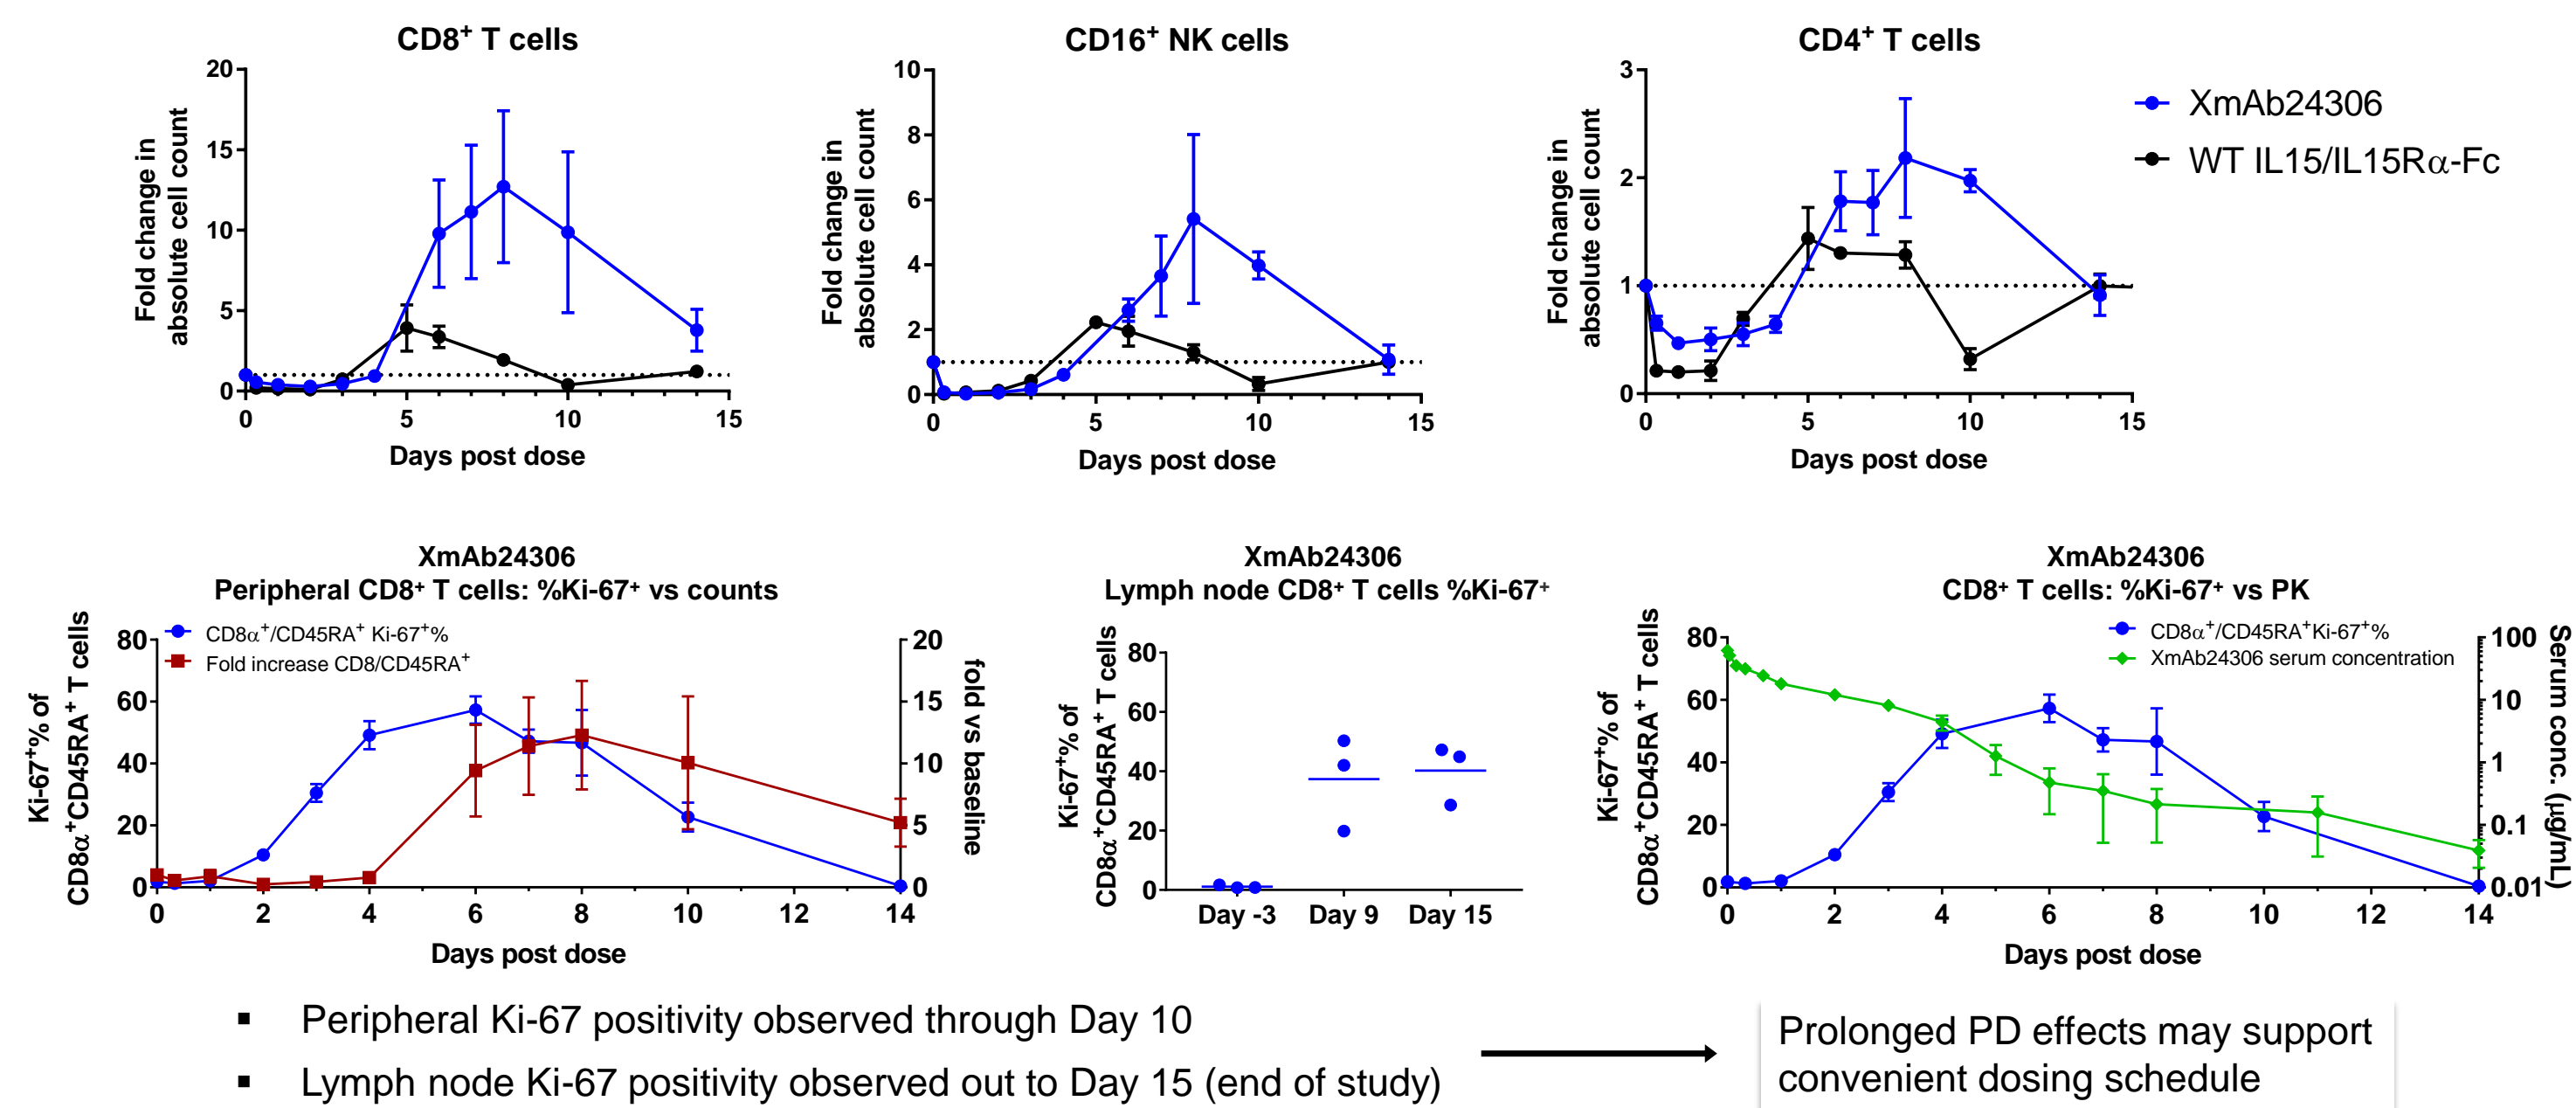 CD8⁺ T cells
Fold change in
absolute cell count
20
15
10
5
0
0 5 10 15
Days post dose
CD16⁺ NK cells
Fold change in
absolute cell count
10
8
6
4
2
0
0 5 10 15
Days post dose
CD4⁺ T cells
Fold change in
absolute cell count
3
2
1
0
0 5 10 15
Days post dose
XmAb24306
WT IL15/IL15Rα-Fc
XmAb24306
Peripheral CD8⁺ T cells: %Ki-67⁺ vs counts
CD8α⁺/CD45RA⁺ Ki-67⁺%
Fold increase CD8/CD45RA⁺
Ki-67⁺% of
CD8α⁺CD45RA⁺ T cells
80
60
40
20
0
20
15
10
5
0
fold vs baseline
0 2 4 6 8 10 12 14
Days post dose
XmAb24306
Lymph node CD8⁺ T cells %Ki-67⁺
Ki-67⁺% of
CD8α⁺CD45RA⁺ T cells
80
60
40
20
0
Day -3 Day 9 Day 15
XmAb24306
CD8⁺ T cells: %Ki-67⁺ vs PK
CD8α⁺/CD45RA⁺Ki-67⁺%
XmAb24306 serum concentration
Ki-67⁺% of
CD8α⁺CD45RA⁺ T cells
80
60
40
20
0
100
10
1
0.1
0.01
Serum conc. (μg/mL)
0 2 4 6 8 10 12 14
Days post dose
▪ Peripheral Ki-67 positivity observed through Day 10
▪ Lymph node Ki-67 positivity observed out to Day 15 (end of study)
Prolonged PD effects may support
convenient dosing schedule